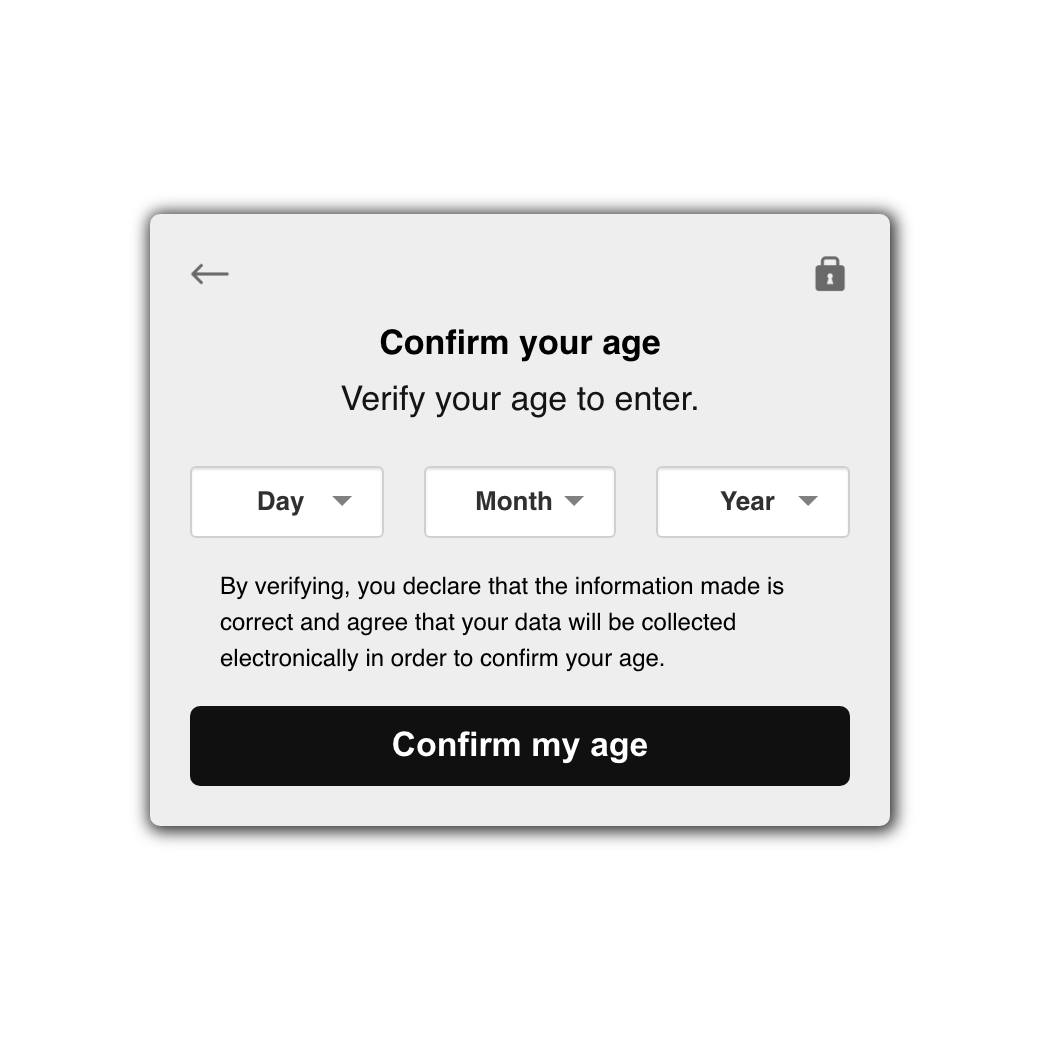 Confirm your age
Verify your age to enter.
Day Month Year
By verifying, you declare that the information made is
correct and agree that your data will be collected
electronically in order to confirm your age.
Confirm my age